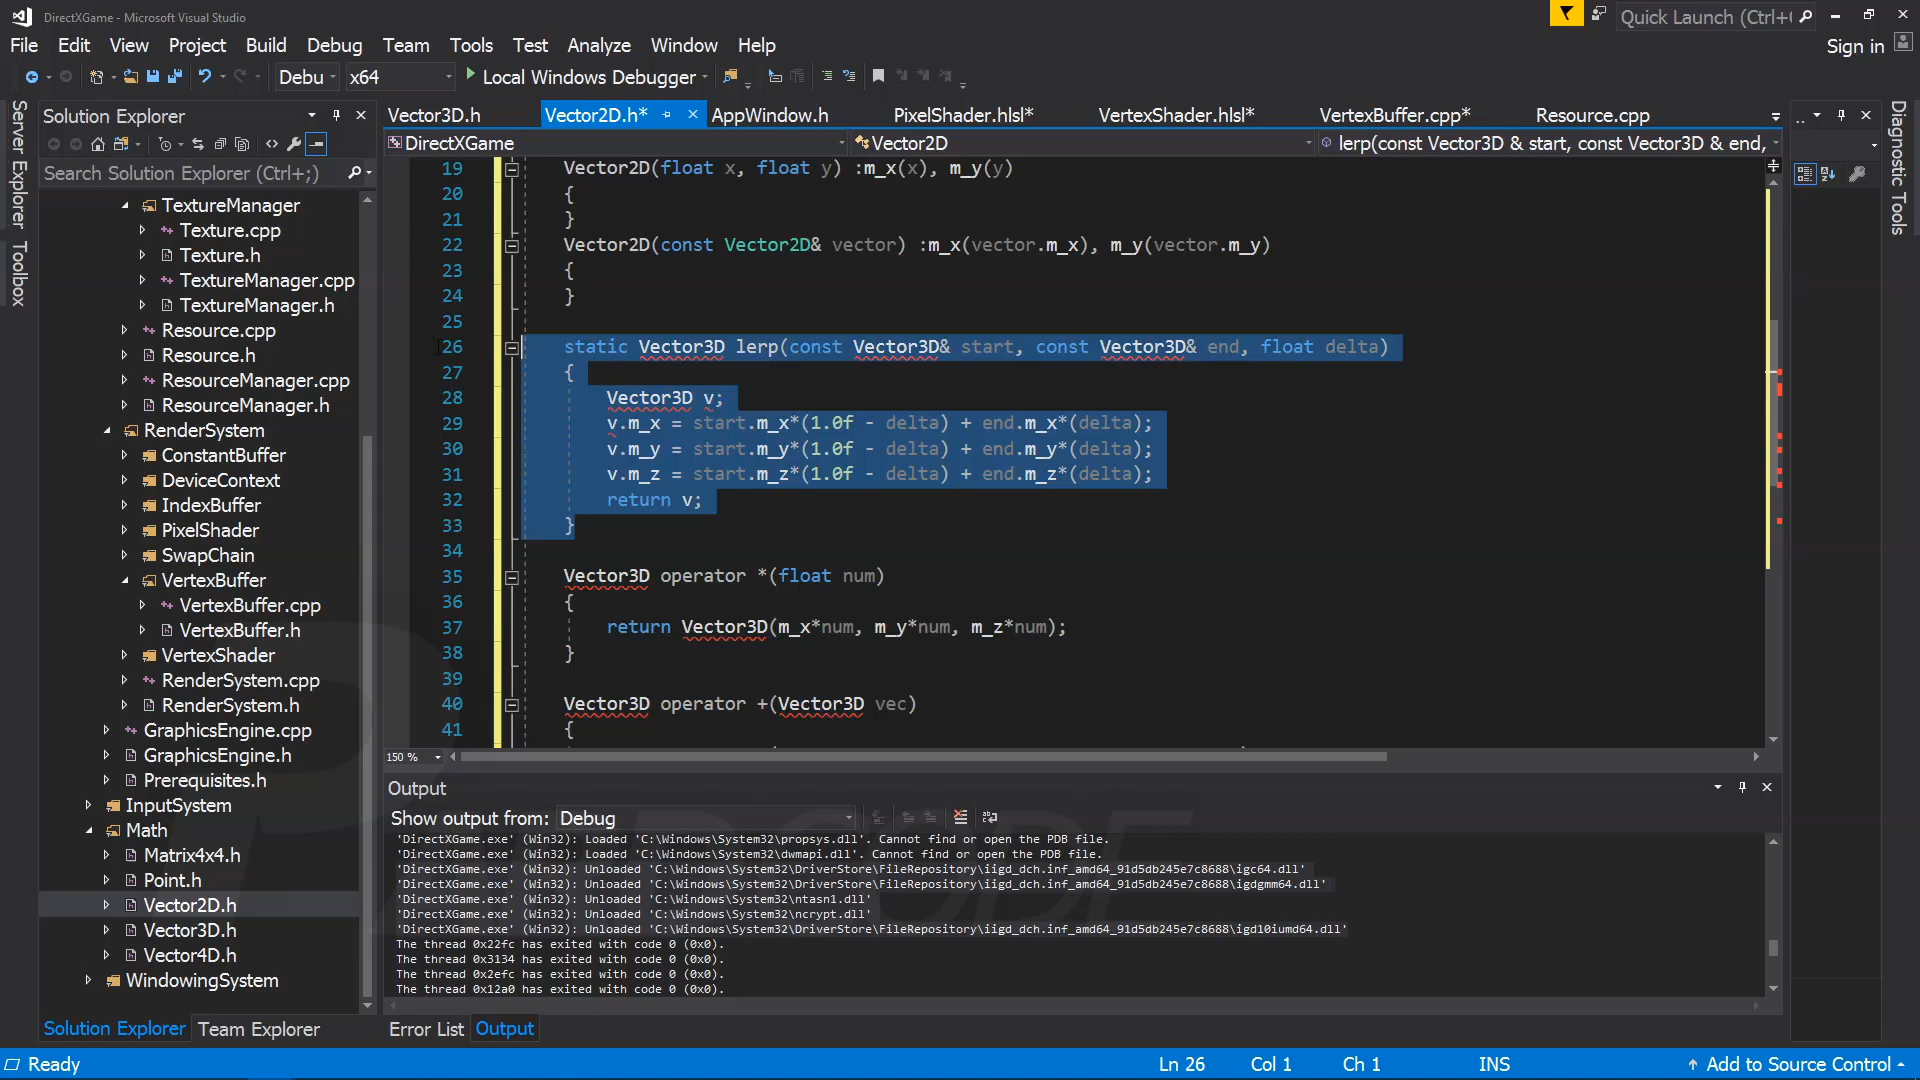 DirectXGame - Microsoft Visual Studio
Quick Launch (Ctrl+
File Edit View Project Build Debug Team Tools Test Analyze Window Help
Sign in
Debu x64 Local Windows Debugger
Server Explorer
Toolbox
Solution Explorer
Search Solution Explorer (Ctrl+;)
TextureManager
Texture.cpp
Texture.h
TextureManager.cpp
TextureManager.h
Resource.cpp
Resource.h
ResourceManager.cpp
ResourceManager.h
RenderSystem
ConstantBuffer
DeviceContext
IndexBuffer
PixelShader
SwapChain
VertexBuffer
VertexBuffer.cpp
VertexBuffer.h
VertexShader
RenderSystem.cpp
RenderSystem.h
GraphicsEngine.cpp
GraphicsEngine.h
Prerequisites.h
InputSystem
Math
Matrix4x4.h
Point.h
Vector2D.h
Vector3D.h
Vector4D.h
WindowingSystem
Solution Explorer Team Explorer
Vector3D.h Vector2D.h* AppWindow.h PixelShader.hlsl* VertexShader.hlsl* VertexBuffer.cpp* Resource.cpp
DirectXGame Vector2D lerp(const Vector3D & start, const Vector3D & end,
19 Vector2D(float x, float y) :m_x(x), m_y(y)
20 {
21 }
22 Vector2D(const Vector2D& vector) :m_x(vector.m_x), m_y(vector.m_y)
23 {
24 }
25
26 static Vector3D lerp(const Vector3D& start, const Vector3D& end, float delta)
27 {
28 Vector3D v;
29 v.m_x = start.m_x*(1.0f - delta) + end.m_x*(delta);
30 v.m_y = start.m_y*(1.0f - delta) + end.m_y*(delta);
31 v.m_z = start.m_z*(1.0f - delta) + end.m_z*(delta);
32 return v;
33 }
34
35 Vector3D operator *(float num)
36 {
37 return Vector3D(m_x*num, m_y*num, m_z*num);
38 }
39
40 Vector3D operator +(Vector3D vec)
41 {
150 %
Output
Show output from: Debug
'DirectXGame.exe' (Win32): Loaded 'C:\Windows\System32\propsys.dll'. Cannot find or open the PDB file.
'DirectXGame.exe' (Win32): Loaded 'C:\Windows\System32\dwmapi.dll'. Cannot find or open the PDB file.
'DirectXGame.exe' (Win32): Unloaded 'C:\Windows\System32\DriverStore\FileRepository\iigd_dch.inf_amd64_91d5db245e7c8688\igc64.dll'
'DirectXGame.exe' (Win32): Unloaded 'C:\Windows\System32\DriverStore\FileRepository\iigd_dch.inf_amd64_91d5db245e7c8688\igdgmm64.dll'
'DirectXGame.exe' (Win32): Unloaded 'C:\Windows\System32\ntasn1.dll'
'DirectXGame.exe' (Win32): Unloaded 'C:\Windows\System32\ncrypt.dll'
'DirectXGame.exe' (Win32): Unloaded 'C:\Windows\System32\DriverStore\FileRepository\iigd_dch.inf_amd64_91d5db245e7c8688\igd10iumd64.dll'
The thread 0x22fc has exited with code 0 (0x0).
The thread 0x3134 has exited with code 0 (0x0).
The thread 0x2efc has exited with code 0 (0x0).
The thread 0x12a0 has exited with code 0 (0x0).
Error List Output
Diagnostic Tools
Ready Ln 26 Col 1 Ch 1 INS Add to Source Control